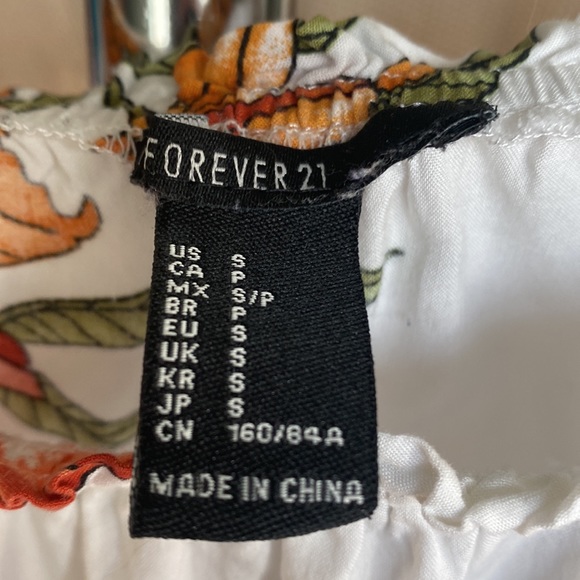 FOREVER 21
US S
CA P
MX S/P
BR P
EU S
UK S
KR S
JP S
CN 160/84A
MADE IN CHINA